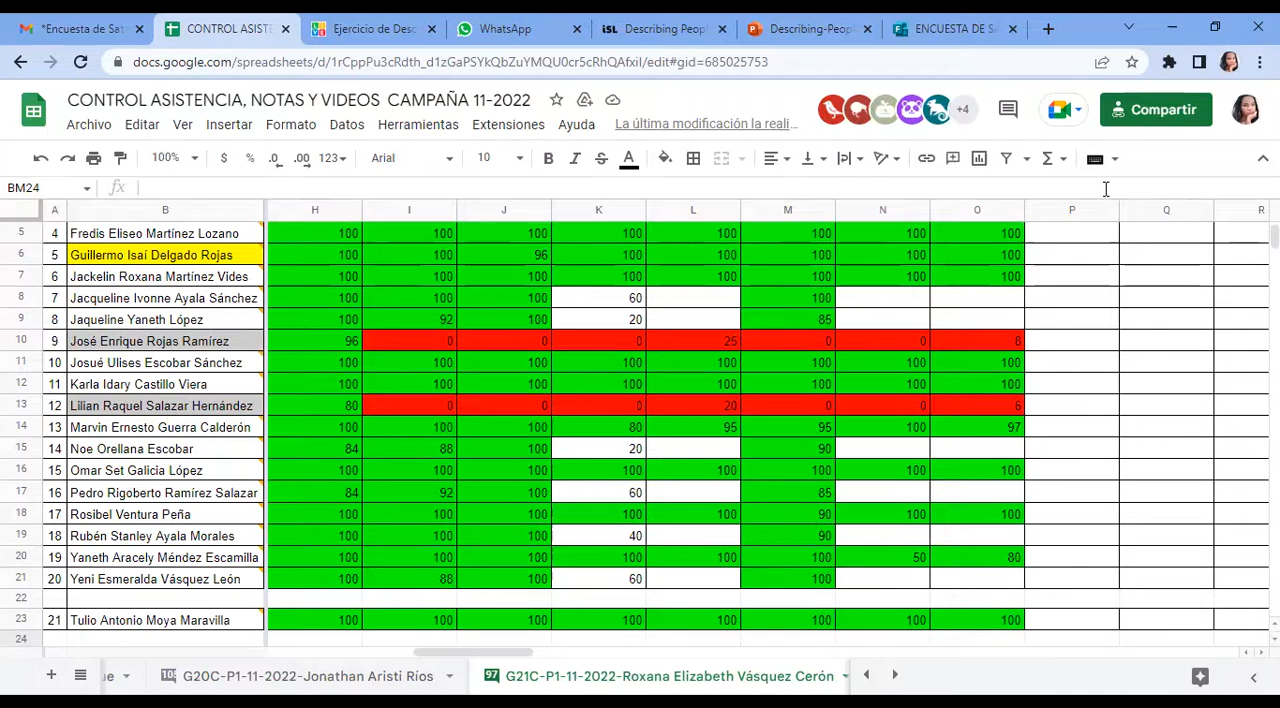 *Encuesta de Sat
CONTROL ASISTE
Ejercicio de Desc
WhatsApp
iSL Describing Peopl
Describing-People
ENCUESTA DE SA
docs.google.com/spreadsheets/d/1rCppPu3cRdth_d1zGaPSYkQbZuYMQU0cr5cRhQAfxiI/edit#gid=685025753
CONTROL ASISTENCIA, NOTAS Y VIDEOS CAMPAÑA 11-2022
+4
Compartir
Archivo Editar Ver Insertar Formato Datos Herramientas Extensiones Ayuda La última modificación la reali...
100% $ % .0 .00 123 Arial 10 B I S A
BM24 fx
A B H I J K L M N O P Q R
5 4 Fredis Eliseo Martínez Lozano 100 100 100 100 100 100 100 100
6 5 Guillermo Isaí Delgado Rojas 100 100 96 100 100 100 100 100
7 6 Jackelin Roxana Martínez Vides 100 100 100 100 100 100 100 100
8 7 Jacqueline Ivonne Ayala Sánchez 100 100 100 60 100
9 8 Jaqueline Yaneth López 100 92 100 20 85
10 9 José Enrique Rojas Ramírez 96 0 0 0 25 0 0 8
11 10 Josué Ulises Escobar Sánchez 100 100 100 100 100 100 100 100
12 11 Karla Idary Castillo Viera 100 100 100 100 100 100 100 100
13 12 Lilian Raquel Salazar Hernández 80 0 0 0 20 0 0 6
14 13 Marvin Ernesto Guerra Calderón 100 100 100 80 95 95 100 97
15 14 Noe Orellana Escobar 84 88 100 20 90
16 15 Omar Set Galicia López 100 100 100 100 100 100 100 100
17 16 Pedro Rigoberto Ramírez Salazar 84 92 100 60 85
18 17 Rosibel Ventura Peña 100 100 100 100 100 90 100 100
19 18 Rubén Stanley Ayala Morales 100 100 100 40 90
20 19 Yaneth Aracely Méndez Escamilla 100 100 100 100 100 100 50 80
21 20 Yeni Esmeralda Vásquez León 100 88 100 60 100
22
23 21 Tulio Antonio Moya Maravilla 100 100 100 100 100 100 100 100
24
ue G20C-P1-11-2022-Jonathan Aristi Ríos 97 G21C-P1-11-2022-Roxana Elizabeth Vásquez Cerón